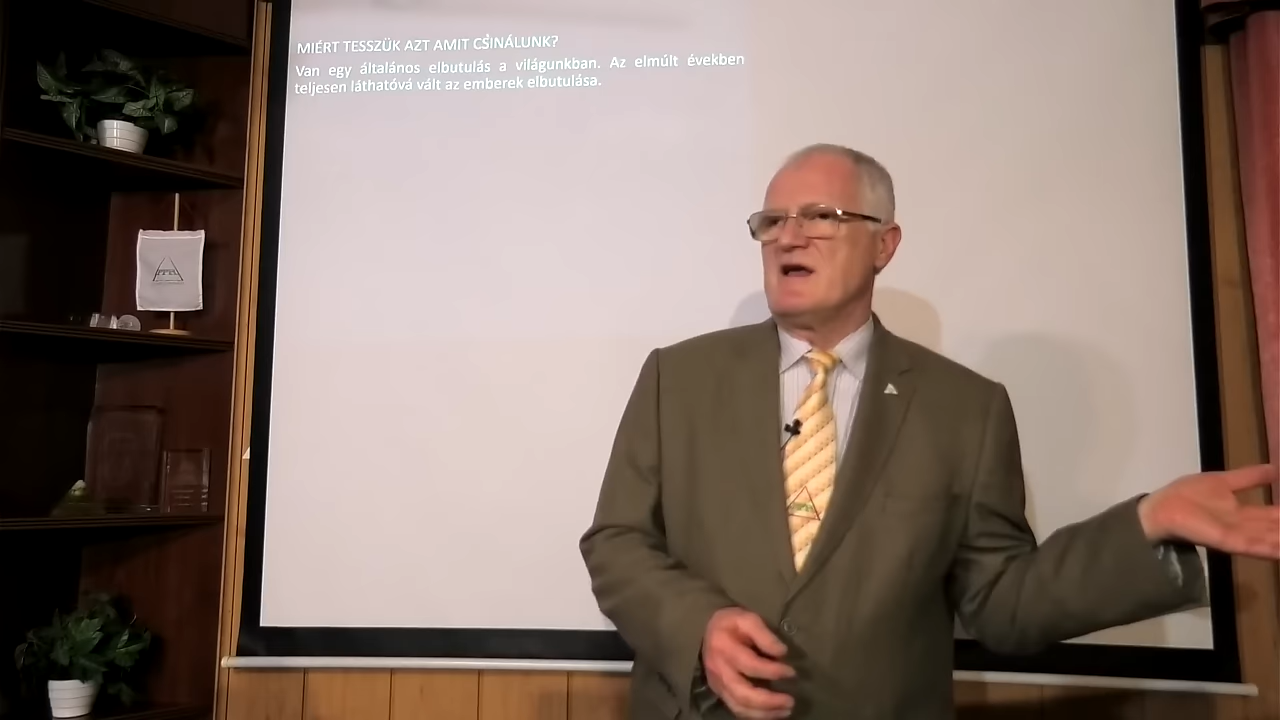 MIÉRT TESSZÜK AZT AMIT CSINÁLUNK?
Van egy általános elbutulás a világunkban. Az elmúlt években
teljesen láthatóvá vált az emberek elbutulása.